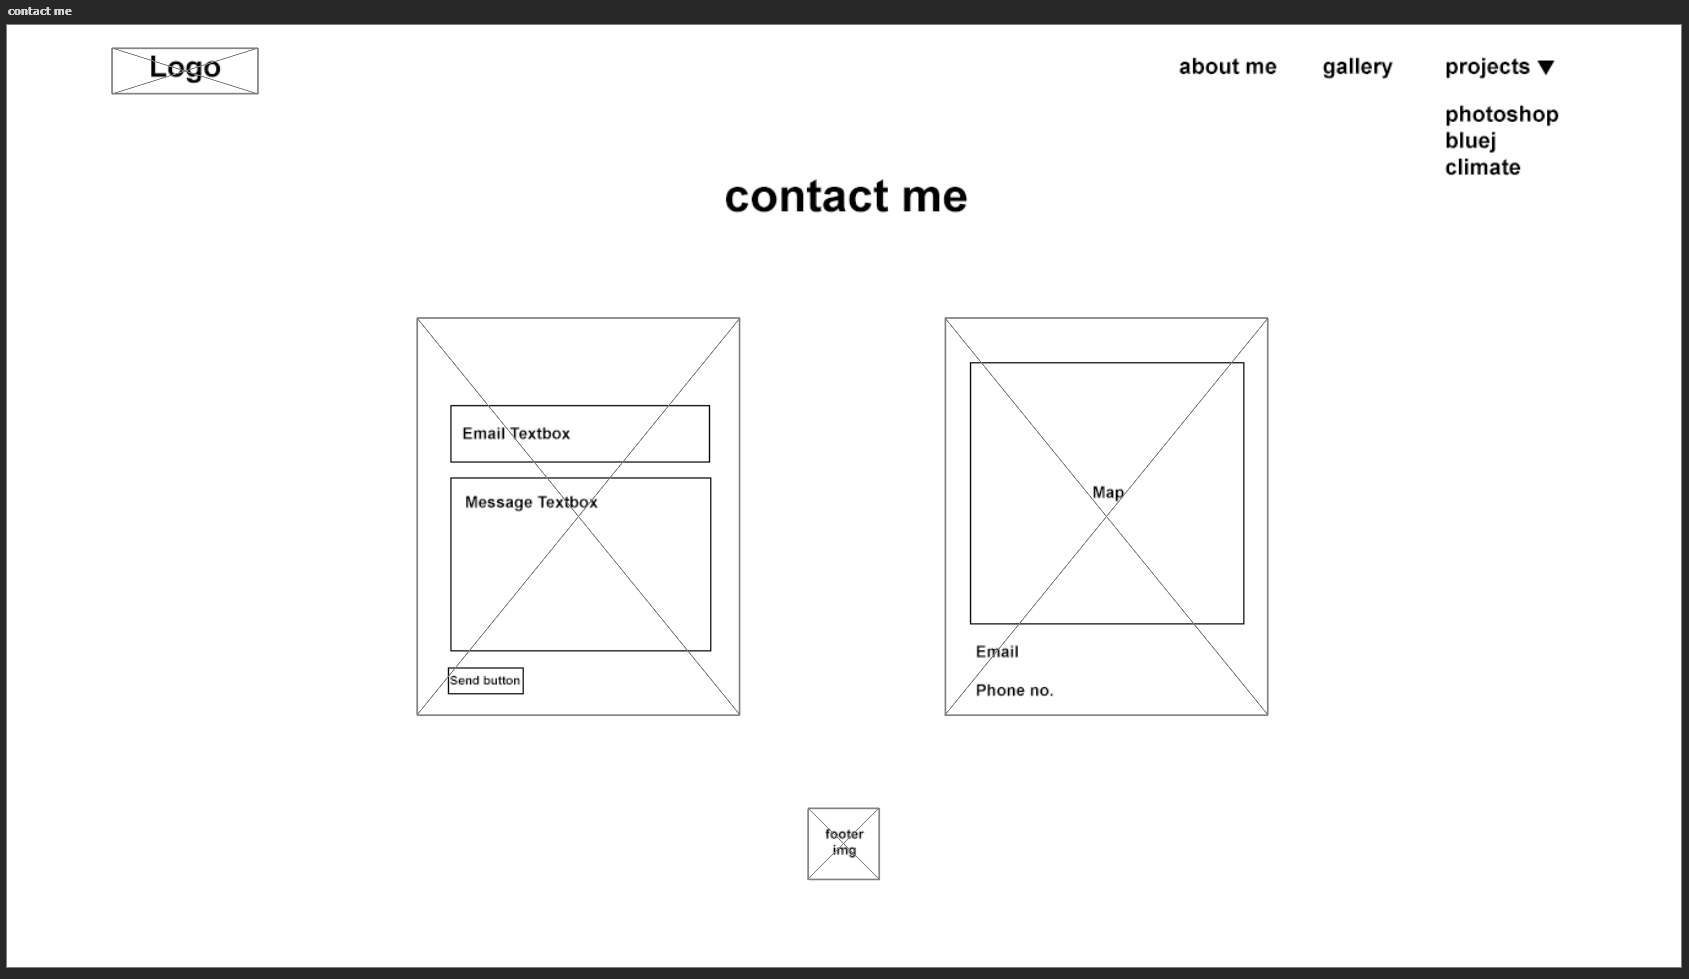 contact me
Logo
about me
gallery
projects ▼
photoshop
bluej
climate
contact me
Email Textbox
Message Textbox
Send button
Map
Email
Phone no.
footer
img